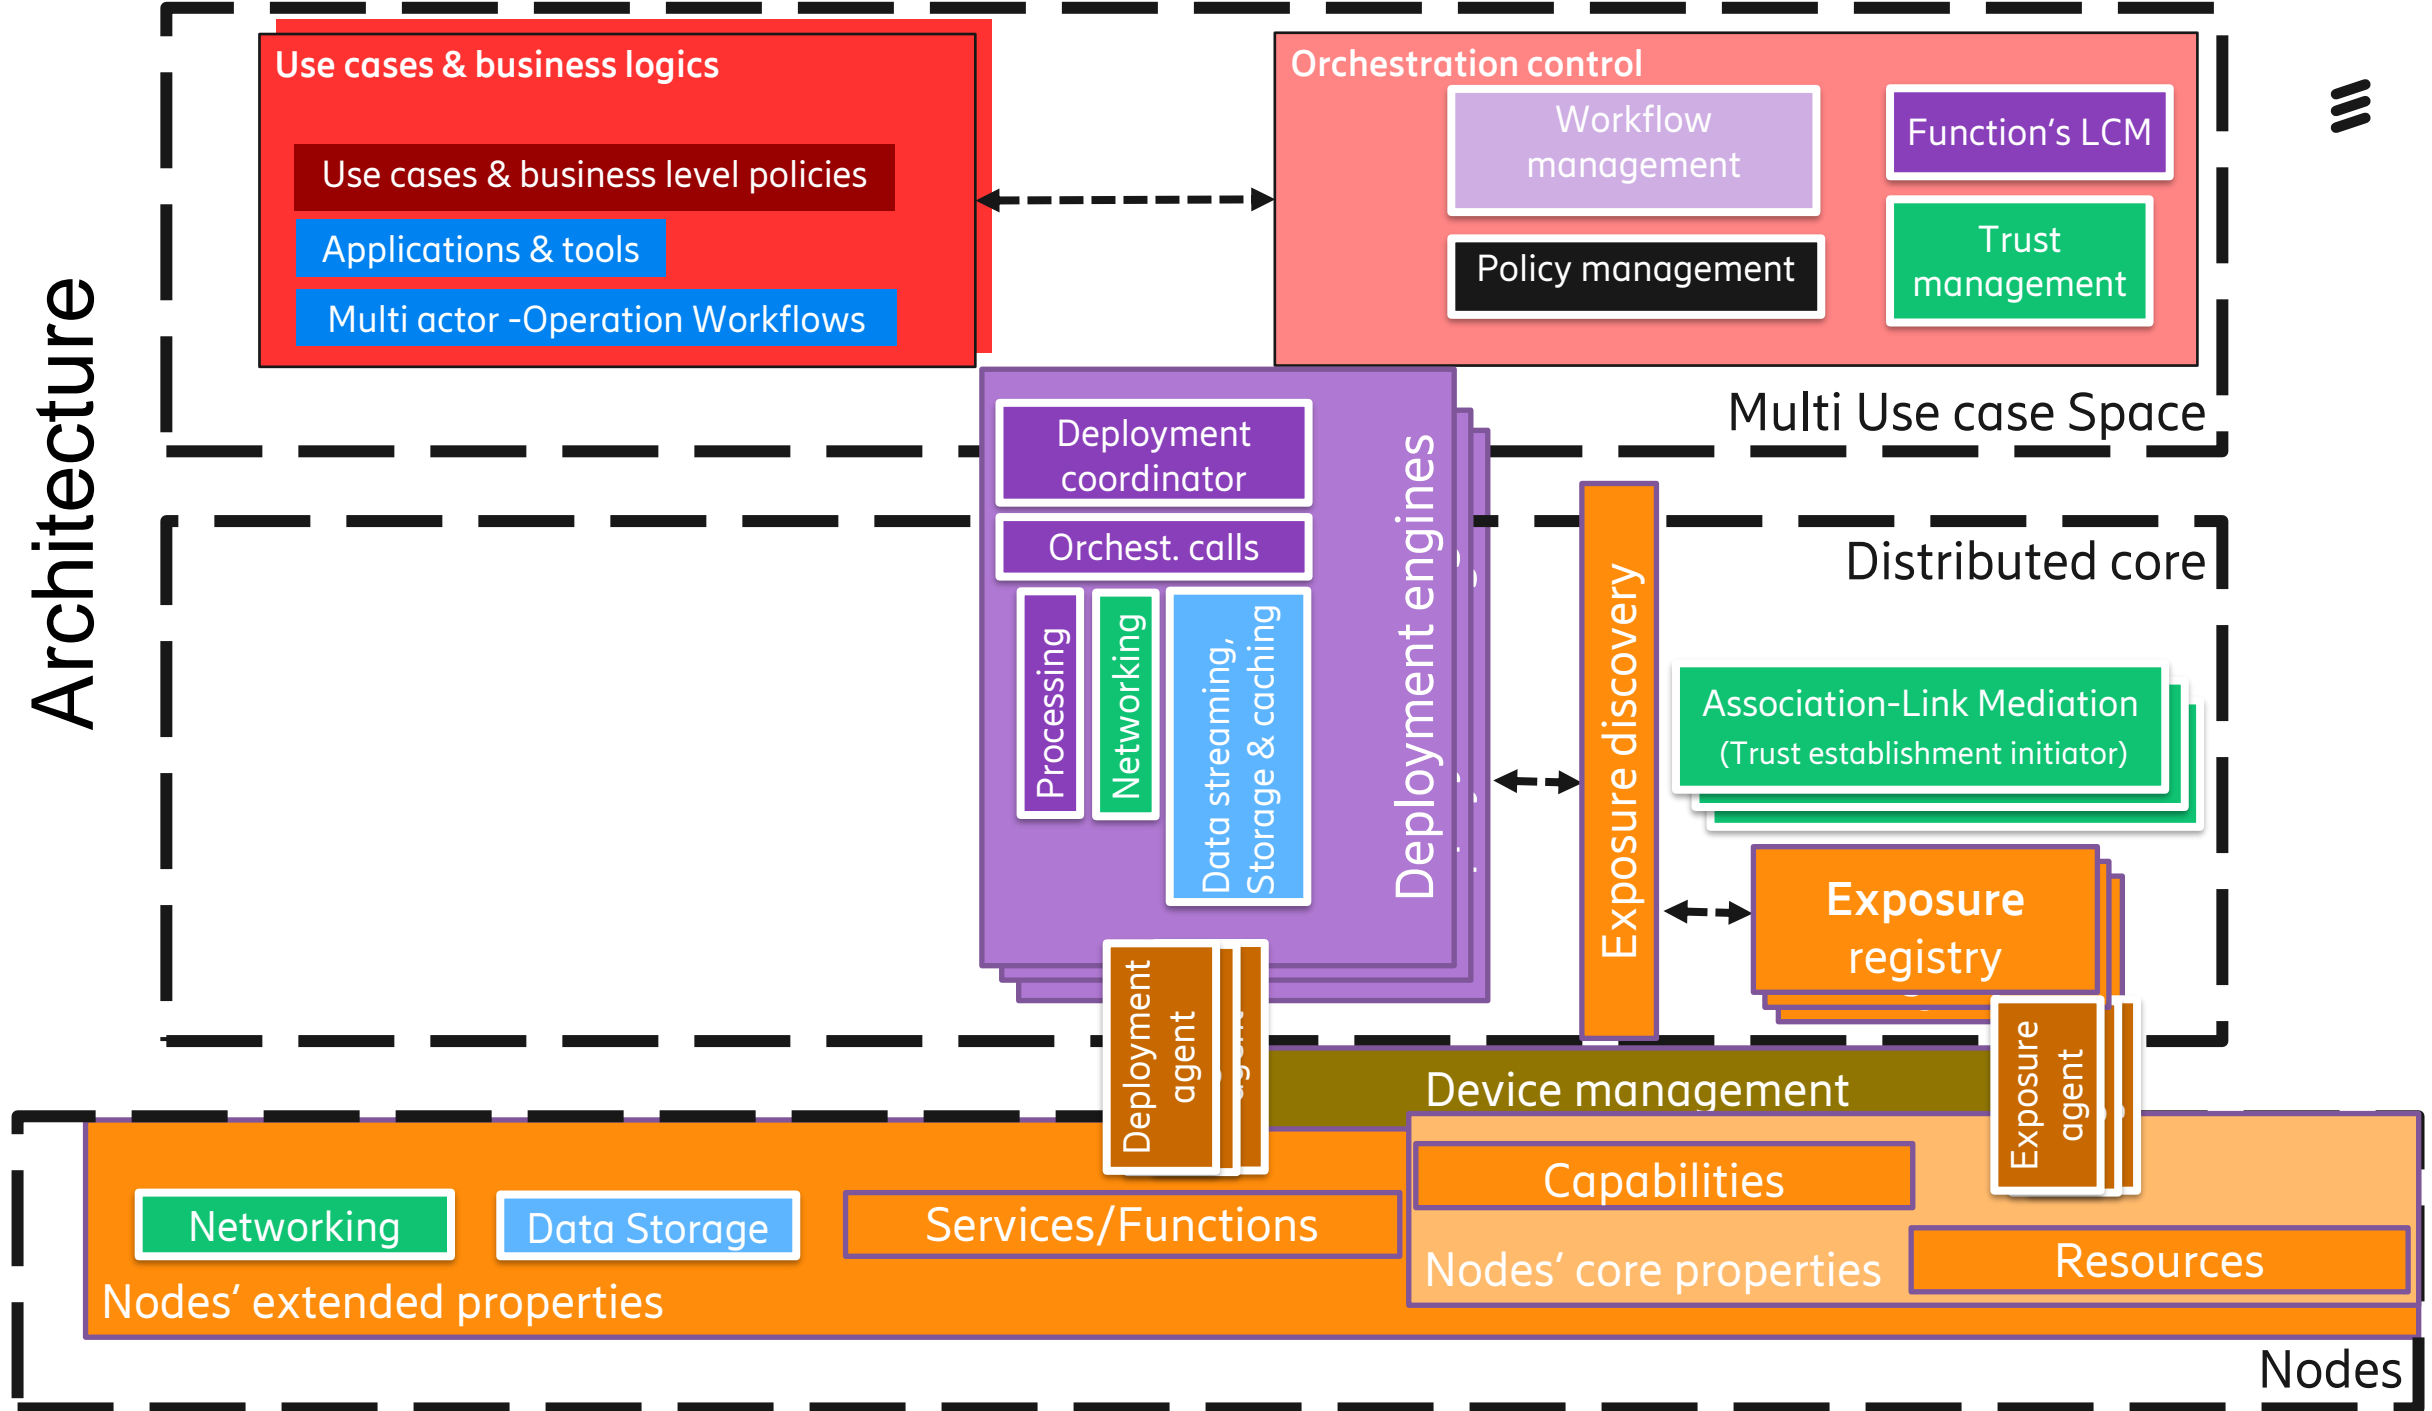 Architecture
Use cases & business logics
Use cases & business level policies
Applications & tools
Multi actor -Operation Workflows
Orchestration control
Workflow
management
Function’s LCM
Policy management
Trust
management
Multi Use case Space
Deployment
coordinator
Orchest. calls
Processing
Networking
Data streaming,
Storage & caching
Deployment engines
Exposure discovery
Distributed core
Association-Link Mediation
(Trust establishment initiator)
Exposure
registry
Deployment
agent
Device management
Exposure
agent
Networking
Data Storage
Services/Functions
Capabilities
Nodes’ core properties
Resources
Nodes’ extended properties
Nodes